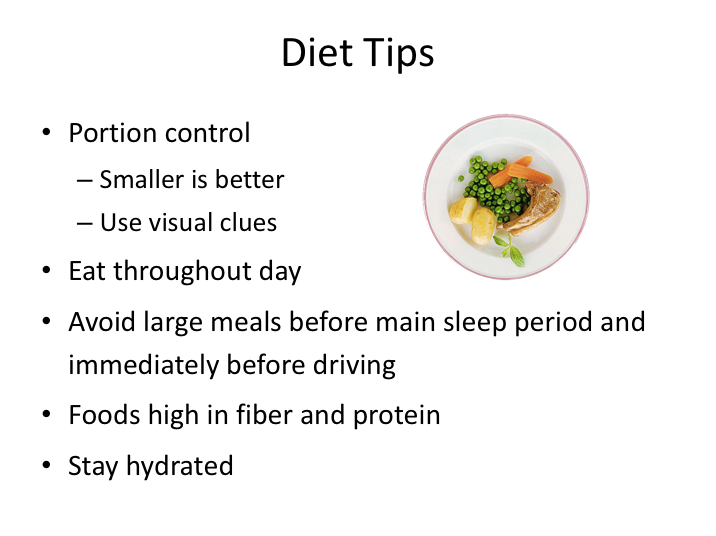 Diet Tips
• Portion control
– Smaller is better
– Use visual clues
• Eat throughout day
• Avoid large meals before main sleep period and
immediately before driving
• Foods high in fiber and protein
• Stay hydrated